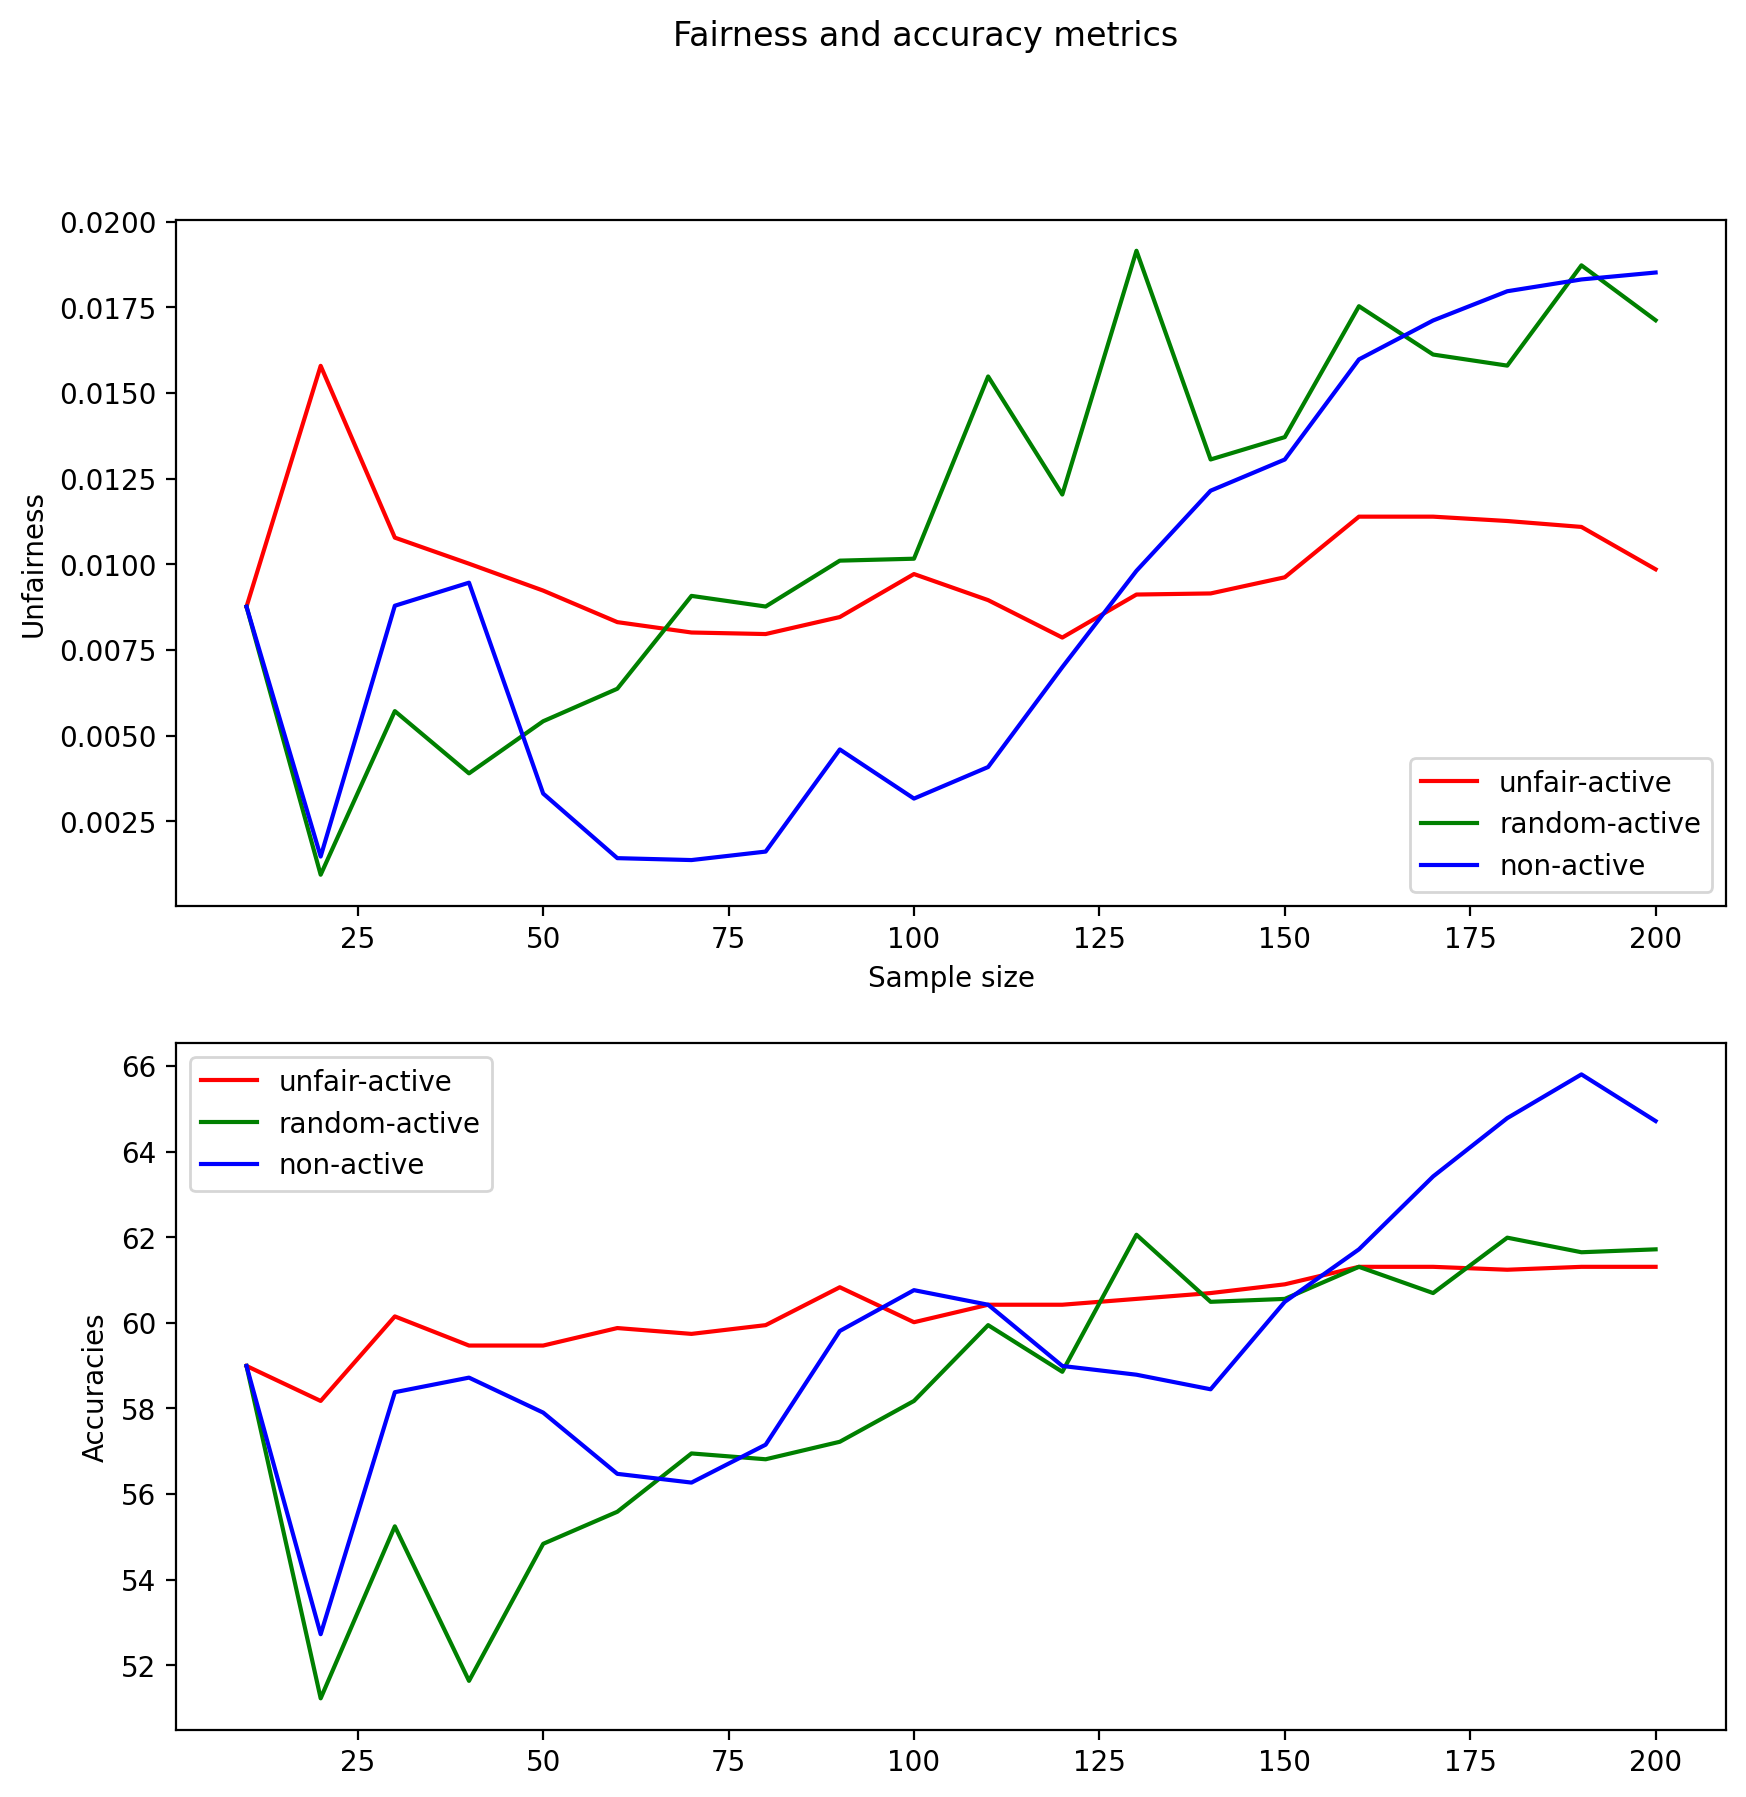 Fairness and accuracy metrics
0.0200
0.0175
0.0150
0.0125
0.0100
0.0075
0.0050
0.0025
Unfairness
unfair-active
random-active
non-active
25 50 75 100 125 150 175 200
Sample size
66
64
62
60
58
56
54
52
Accuracies
unfair-active
random-active
non-active
25 50 75 100 125 150 175 200